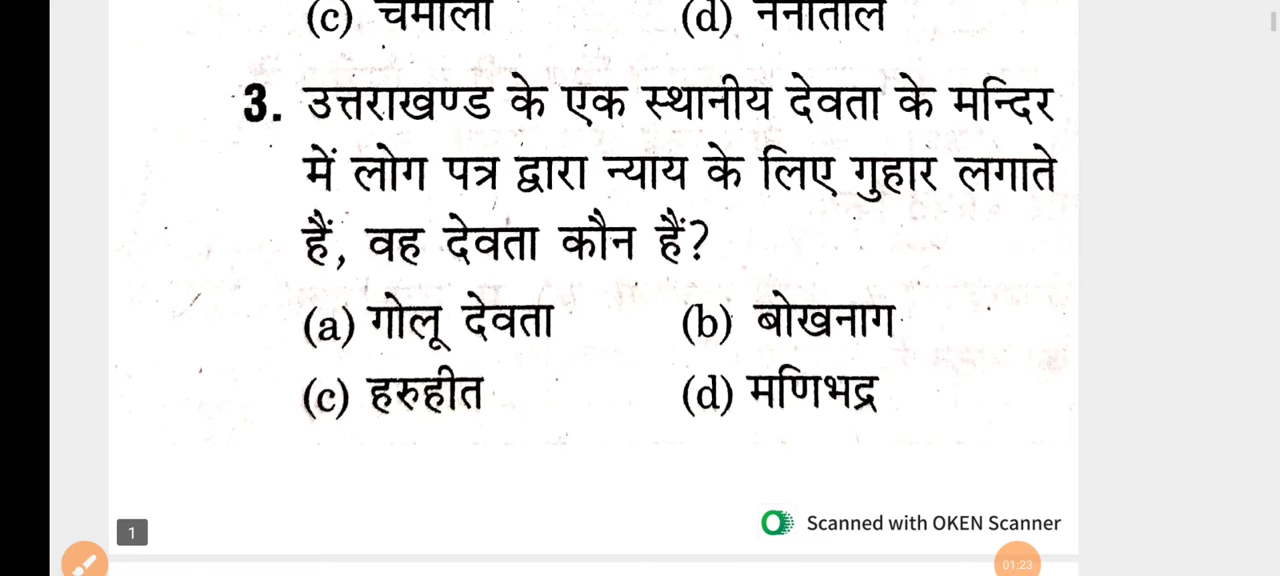 (c) चमोली (d) नैनीताल
3. उत्तराखण्ड के एक स्थानीय देवता के मन्दिर
में लोग पत्र द्वारा न्याय के लिए गुहार लगाते
हैं, वह देवता कौन हैं?
(a) गोलू देवता (b) बोखनाग
(c) हरुहीत (d) मणिभद्र
1
Scanned with OKEN Scanner
01:23